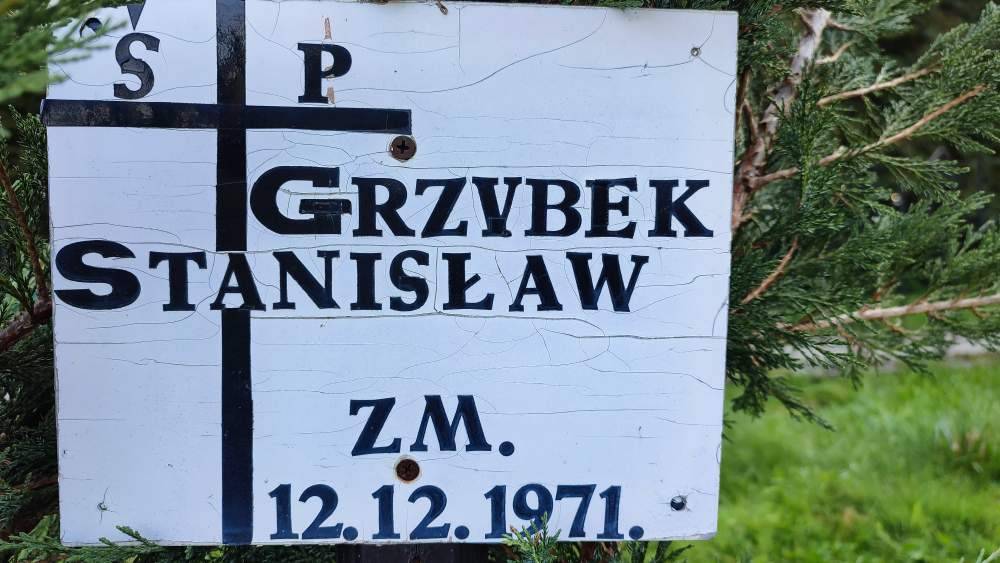 Ś P
GRZYBEK
STANISŁAW
ZM.
12.12.1971.